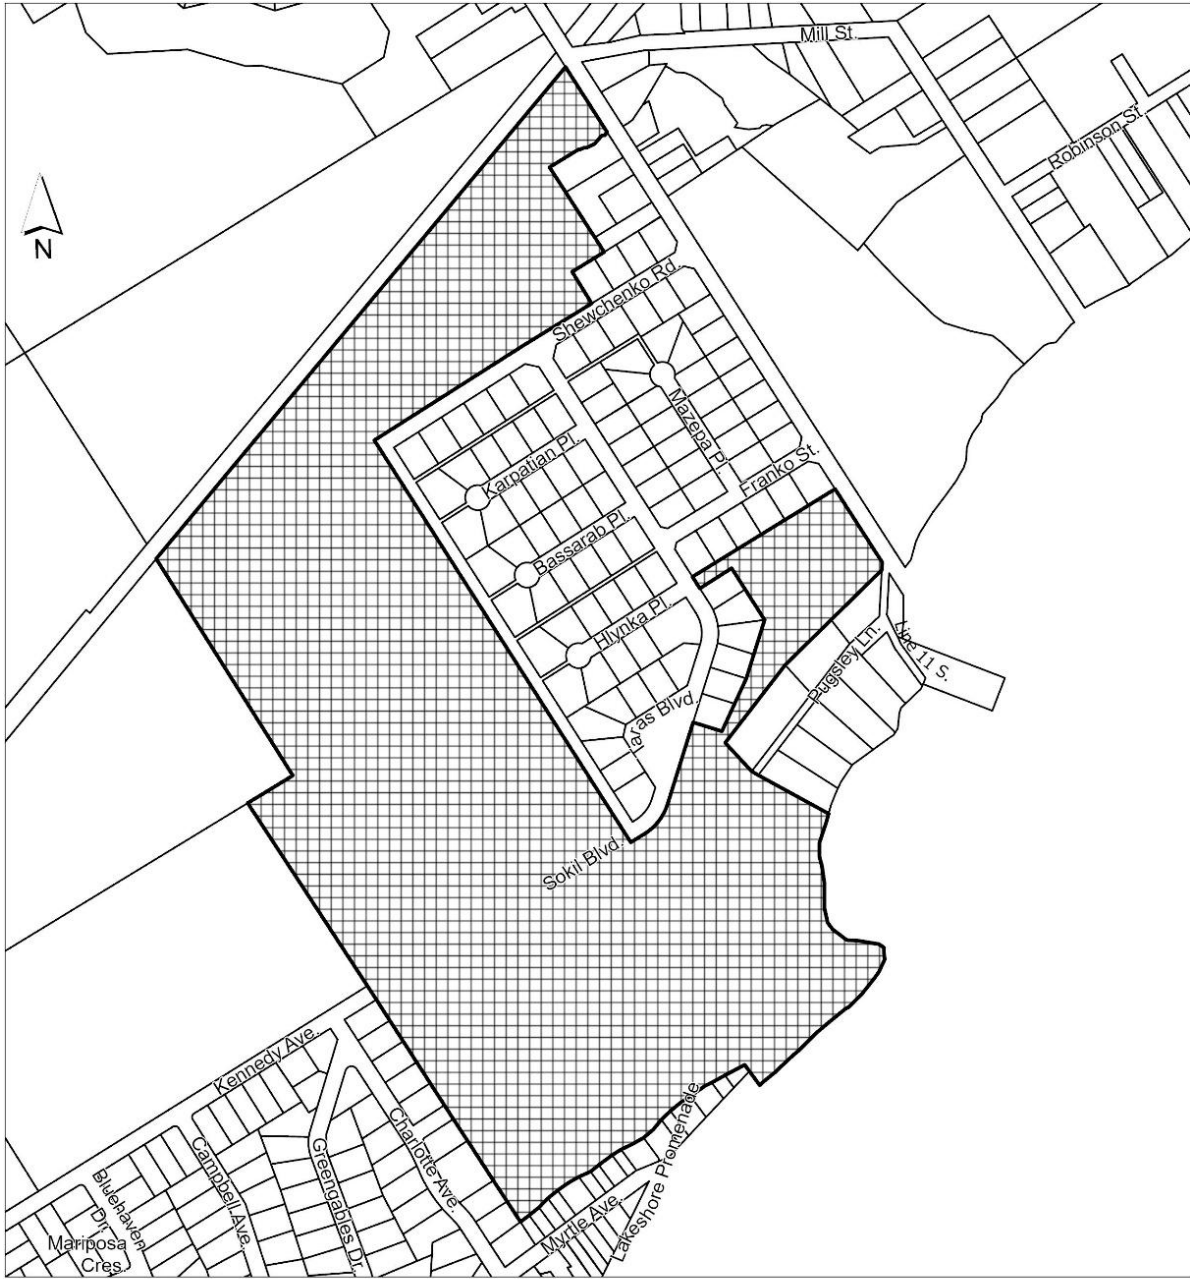 Mill St.
Robinson St.
N
Shewchenko Rd.
Mazepa Pl.
Karpatian Pl.
Franko St.
Bassarab Pl.
Hlynka Pl.
Pugsley Ln.
Line 11 S.
aras Blvd.
Sokil Blvd.
Kennedy Ave.
Charlotte Ave.
Lakeshore Promenade
Campbell Ave.
Greengables Dr.
Bluehaven
Dr.
Myrtle Ave.
Mariposa
Cres.